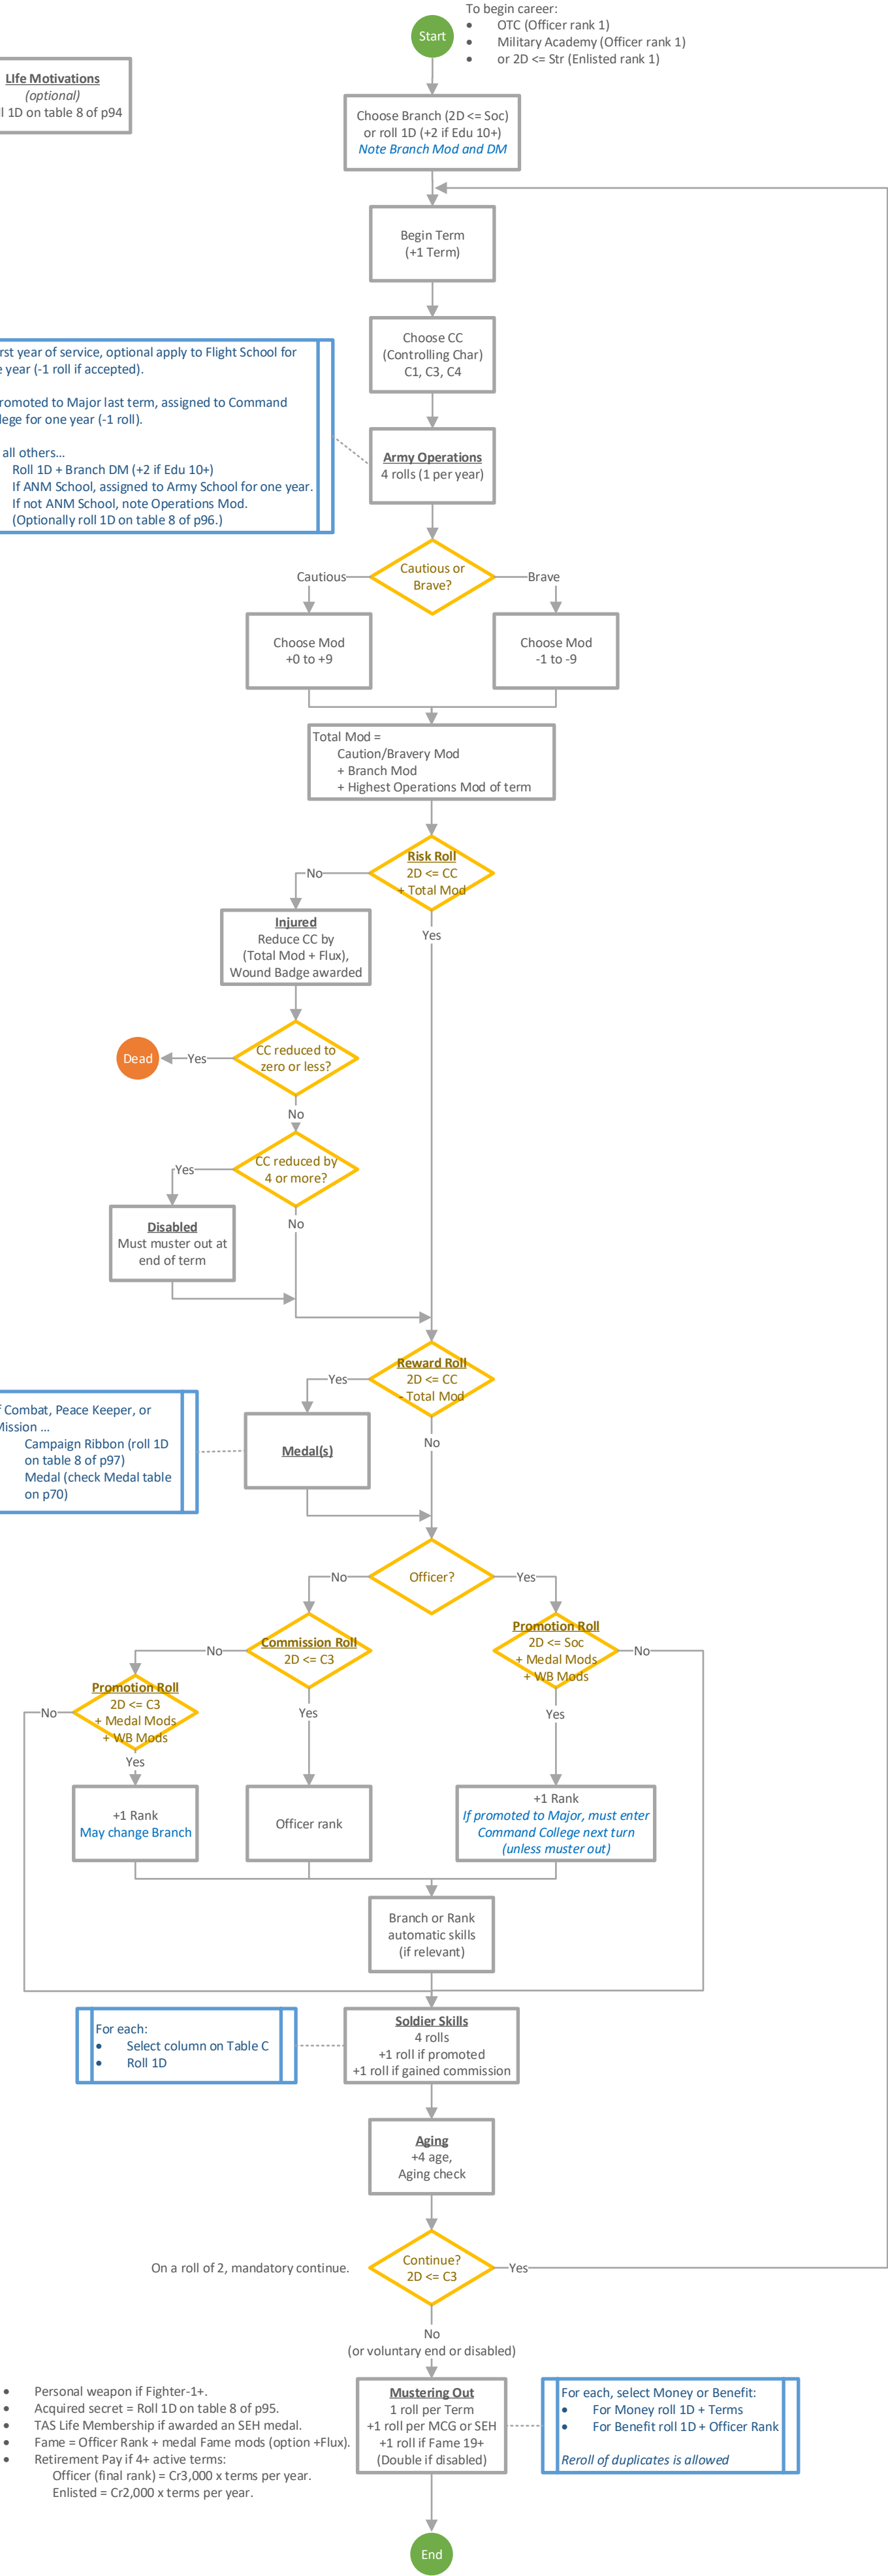 To begin career:
• OTC (Officer rank 1)
• Military Academy (Officer rank 1)
• or 2D <= Str (Enlisted rank 1)
Start
LIfe Motivations
(optional)
1D on table 8 of p94
Choose Branch (2D <= Soc)
or roll 1D (+2 if Edu 10+)
Note Branch Mod and DM
Begin Term
(+1 Term)
Choose CC
(Controlling Char)
C1, C3, C4
year of service, optional apply to Flight School for
year (-1 roll if accepted).
to Major last term, assigned to Command
for one year (-1 roll).
all others...
Roll 1D + Branch DM (+2 if Edu 10+)
If ANM School, assigned to Army School for one year.
If not ANM School, note Operations Mod.
(Optionally roll 1D on table 8 of p96.)
Army Operations
4 rolls (1 per year)
Cautious or
Brave?
Cautious
Brave
Choose Mod
+0 to +9
Choose Mod
-1 to -9
Total Mod =
Caution/Bravery Mod
+ Branch Mod
+ Highest Operations Mod of term
Risk Roll
2D <= CC
+ Total Mod
No
Yes
Injured
Reduce CC by
(Total Mod + Flux),
Wound Badge awarded
CC reduced to
zero or less?
Yes
Dead
No
CC reduced by
4 or more?
Yes
No
Disabled
Must muster out at
end of term
Reward Roll
2D <= CC
- Total Mod
Yes
No
Combat, Peace Keeper, or
Mission ...
Campaign Ribbon (roll 1D
on table 8 of p97)
Medal (check Medal table
on p70)
Medal(s)
Officer?
No
Yes
Commission Roll
2D <= C3
No
Yes
Promotion Roll
2D <= Soc
+ Medal Mods
+ WB Mods
No
Yes
Promotion Roll
2D <= C3
+ Medal Mods
+ WB Mods
No
Yes
+1 Rank
May change Branch
Officer rank
+1 Rank
If promoted to Major, must enter
Command College next turn
(unless muster out)
Branch or Rank
automatic skills
(if relevant)
For each:
• Select column on Table C
• Roll 1D
Soldier Skills
4 rolls
+1 roll if promoted
+1 roll if gained commission
Aging
+4 age,
Aging check
On a roll of 2, mandatory continue.
Continue?
2D <= C3
Yes
No
(or voluntary end or disabled)
• Personal weapon if Fighter-1+.
• Acquired secret = Roll 1D on table 8 of p95.
• TAS Life Membership if awarded an SEH medal.
• Fame = Officer Rank + medal Fame mods (option +Flux).
• Retirement Pay if 4+ active terms:
Officer (final rank) = Cr3,000 x terms per year.
Enlisted = Cr2,000 x terms per year.
Mustering Out
1 roll per Term
+1 roll per MCG or SEH
+1 roll if Fame 19+
(Double if disabled)
For each, select Money or Benefit:
• For Money roll 1D + Terms
• For Benefit roll 1D + Officer Rank
Reroll of duplicates is allowed
End